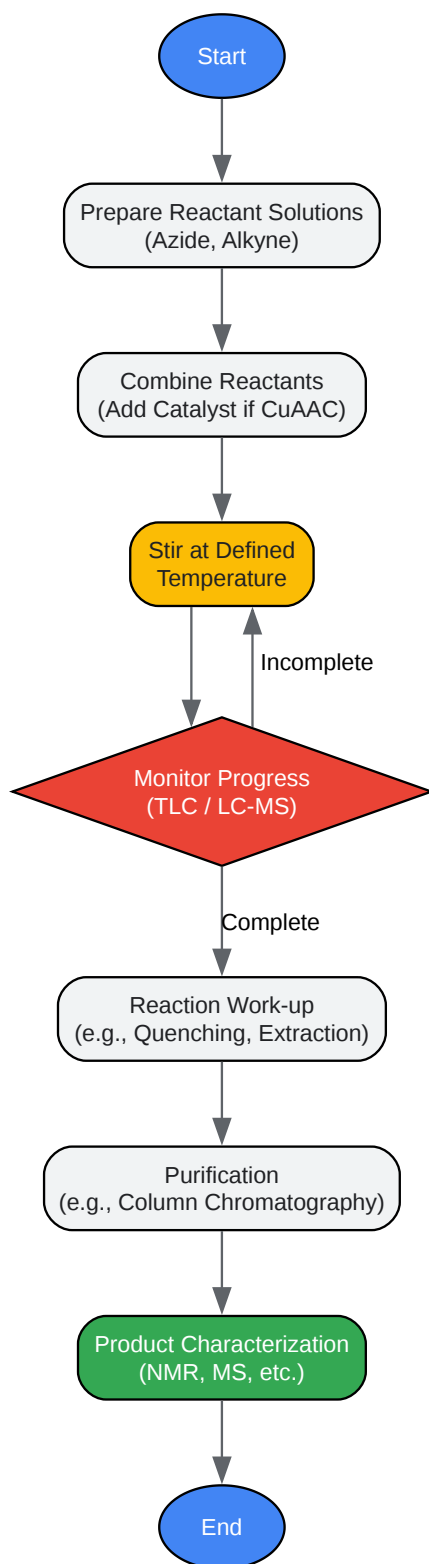 Start
Prepare Reactant Solutions
(Azide, Alkyne)
Combine Reactants
(Add Catalyst if CuAAC)
Stir at Defined
Temperature
Incomplete
Monitor Progress
(TLC / LC-MS)
Complete
Reaction Work-up
(e.g., Quenching, Extraction)
Purification
(e.g., Column Chromatography)
Product Characterization
(NMR, MS, etc.)
End